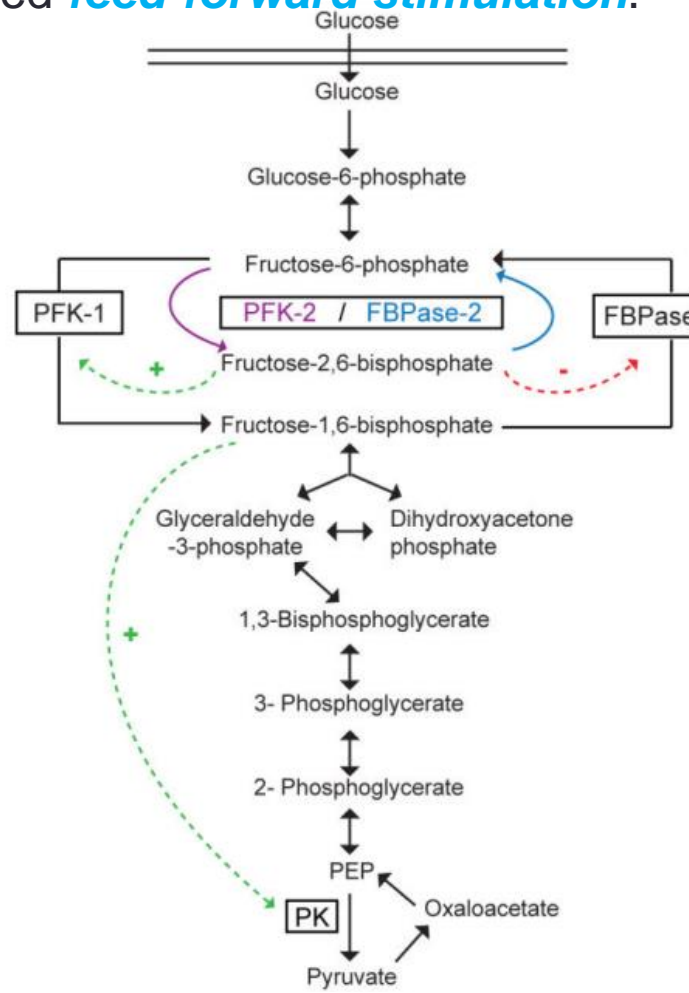 ed feed forward stimulation.
Glucose
Glucose
Glucose-6-phosphate
Fructose-6-phosphate
PFK-1
PFK-2 / FBPase-2
FBPase
+
Fructose-2,6-bisphosphate
-
Fructose-1,6-bisphosphate
Glyceraldehyde
-3-phosphate
Dihydroxyacetone
phosphate
1,3-Bisphosphoglycerate
+
3- Phosphoglycerate
2- Phosphoglycerate
PEP
Oxaloacetate
PK
Pyruvate